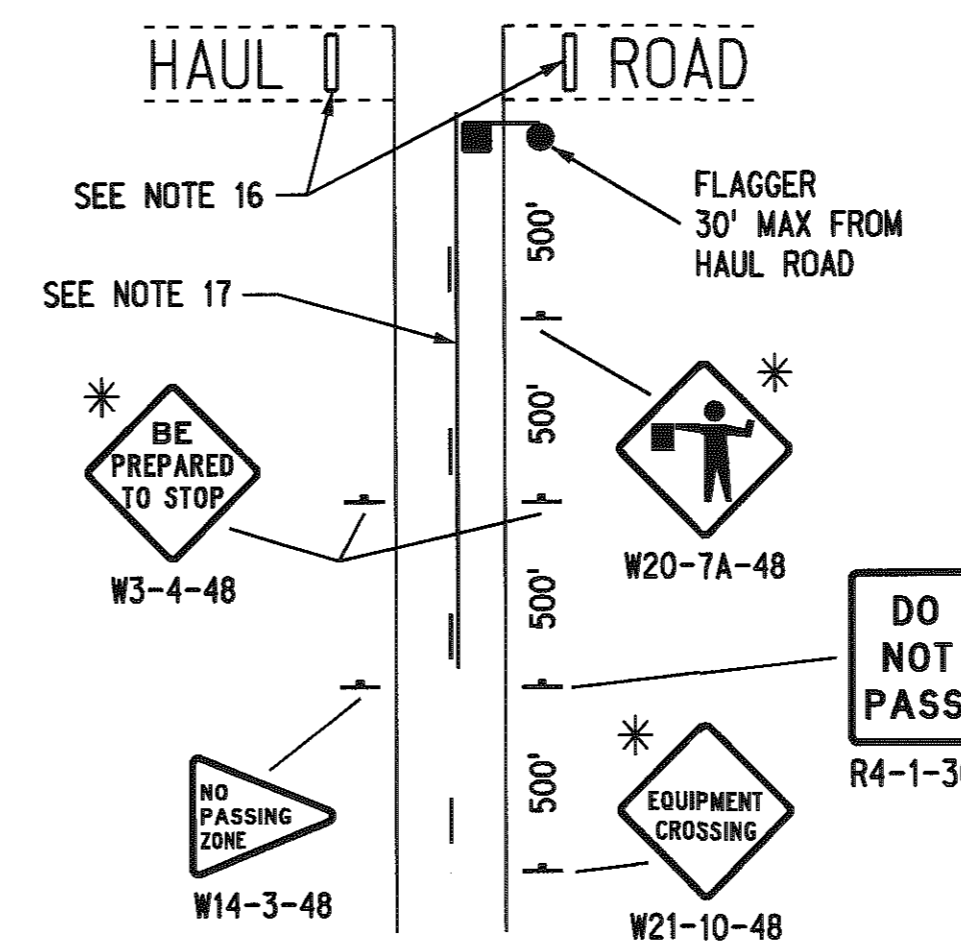 HAUL
ROAD
SEE NOTE 16
FLAGGER
30' MAX FROM
HAUL ROAD
500'
SEE NOTE 17
500'
BE
PREPARED
TO STOP
W3-4-48
W20-7A-48
500'
DO
NOT
PASS
NO
PASSING
ZONE
W14-3-48
500'
EQUIPMENT
CROSSING
W21-10-48